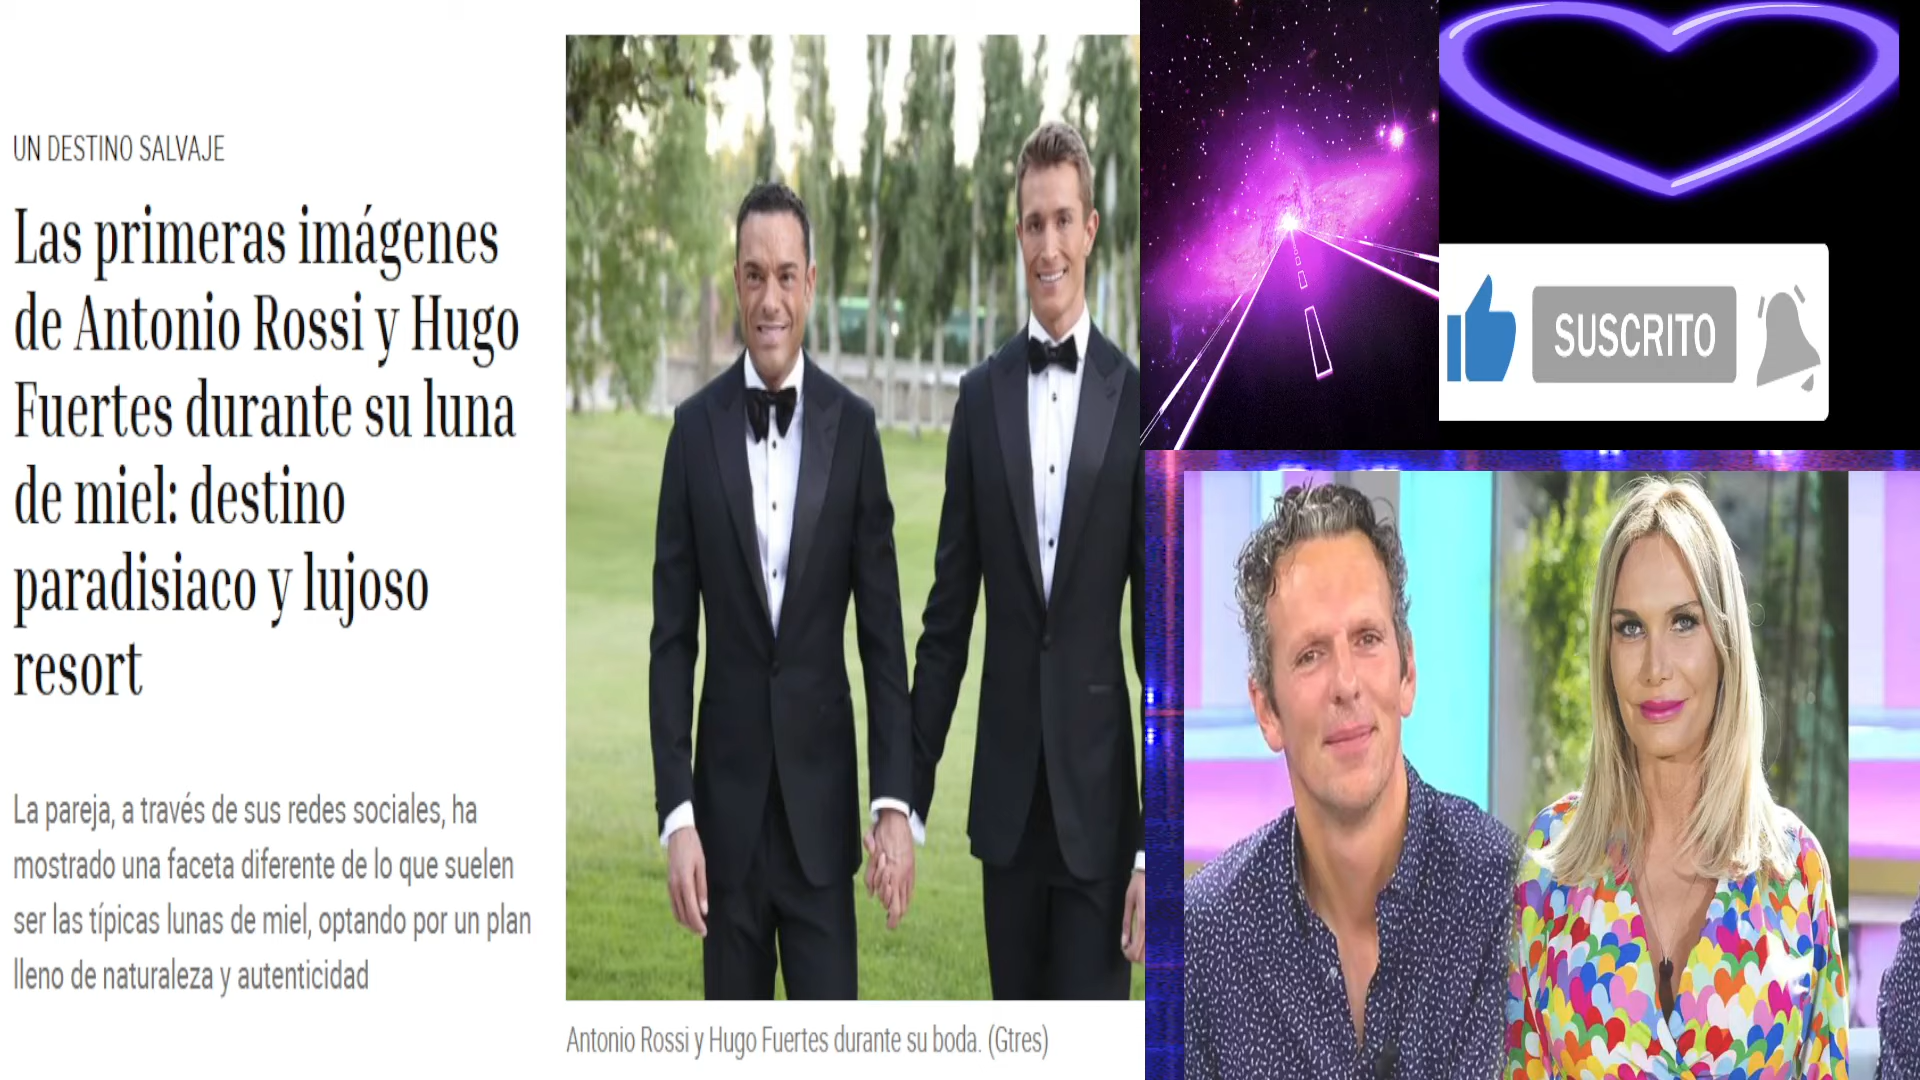 UN DESTINO SALVAJE
Las primeras imágenes
de Antonio Rossi y Hugo
Fuertes durante su luna
de miel: destino
paradisiaco y lujoso
resort
La pareja, a través de sus redes sociales, ha
mostrado una faceta diferente de lo que suelen
ser las típicas lunas de miel, optando por un plan
lleno de naturaleza y autenticidad
Antonio Rossi y Hugo Fuertes durante su boda. (Gtres)
SUSCRITO